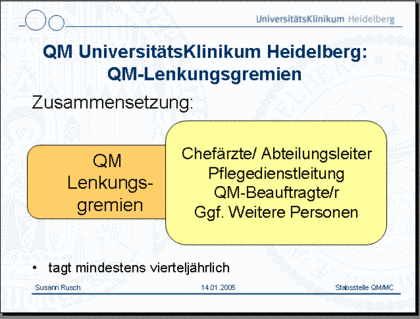 UniversitätsKlinikum Heidelberg
QM UniversitätsKlinikum Heidelberg:
QM-Lenkungsgremien
Zusammensetzung:
QM
Lenkungs-
gremien
Chefärzte/ Abteilungsleiter
Pflegedienstleitung
QM-Beauftragte/r
Ggf. Weitere Personen
• tagt mindestens vierteljährlich
Susann Rusch 14.01.2005 Stabsstelle QM/MC